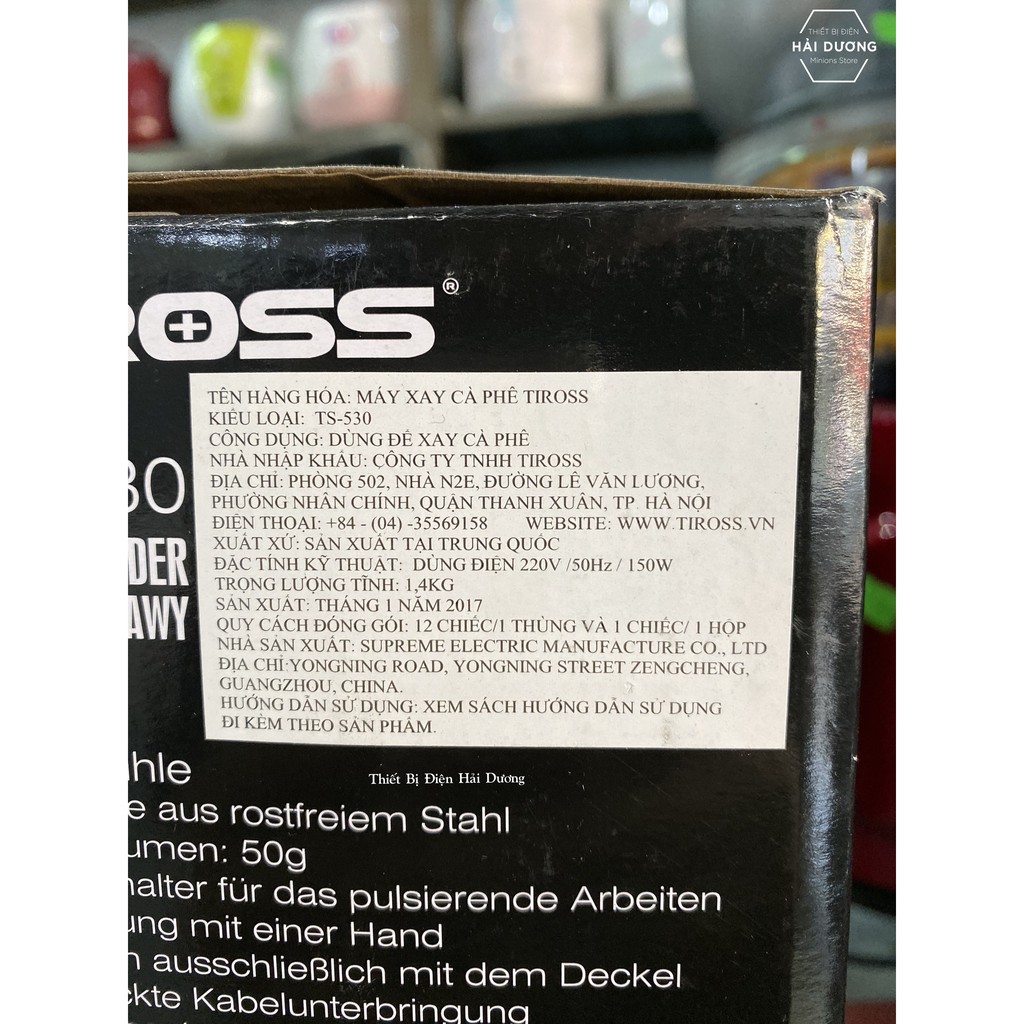 THIẾT BỊ ĐIỆN
HẢI DƯƠNG
Minions Store
ROSS®
TÊN HÀNG HÓA: MÁY XAY CÀ PHÊ TIROSS
KIỂU LOẠI: TS-530
CÔNG DỤNG: DÙNG ĐỂ XAY CÀ PHÊ
NHÀ NHẬP KHẨU: CÔNG TY TNHH TIROSS
ĐỊA CHỈ: PHÒNG 502, NHÀ N2E, ĐƯỜNG LÊ VĂN LƯƠNG,
PHƯỜNG NHÂN CHÍNH, QUẬN THANH XUÂN, TP. HÀ NỘI
ĐIỆN THOẠI: +84 - (04) -35569158 WEBSITE: WWW.TIROSS.VN
XUẤT XỨ: SẢN XUẤT TẠI TRUNG QUỐC
ĐẶC TÍNH KỸ THUẬT: DÙNG ĐIỆN 220V /50Hz / 150W
TRỌNG LƯỢNG TĨNH: 1,4KG
SẢN XUẤT: THÁNG 1 NĂM 2017
QUY CÁCH ĐÓNG GÓI: 12 CHIẾC/1 THÙNG VÀ 1 CHIẾC/ 1 HỘP
NHÀ SẢN XUẤT: SUPREME ELECTRIC MANUFACTURE CO., LTD
ĐỊA CHỈ:YONGNING ROAD, YONGNING STREET ZENGCHENG,
GUANGZHOU, CHINA.
HƯỚNG DẪN SỬ DỤNG: XEM SÁCH HƯỚNG DẪN SỬ DỤNG
ĐI KÈM THEO SẢN PHẨM.
30
DER
AWY
Thiết Bị Điện Hải Dương
hle
e aus rostfreiem Stahl
umen: 50g
halter für das pulsierende Arbeiten
ung mit einer Hand
n ausschließlich mit dem Deckel
ckte Kabelunterbringung